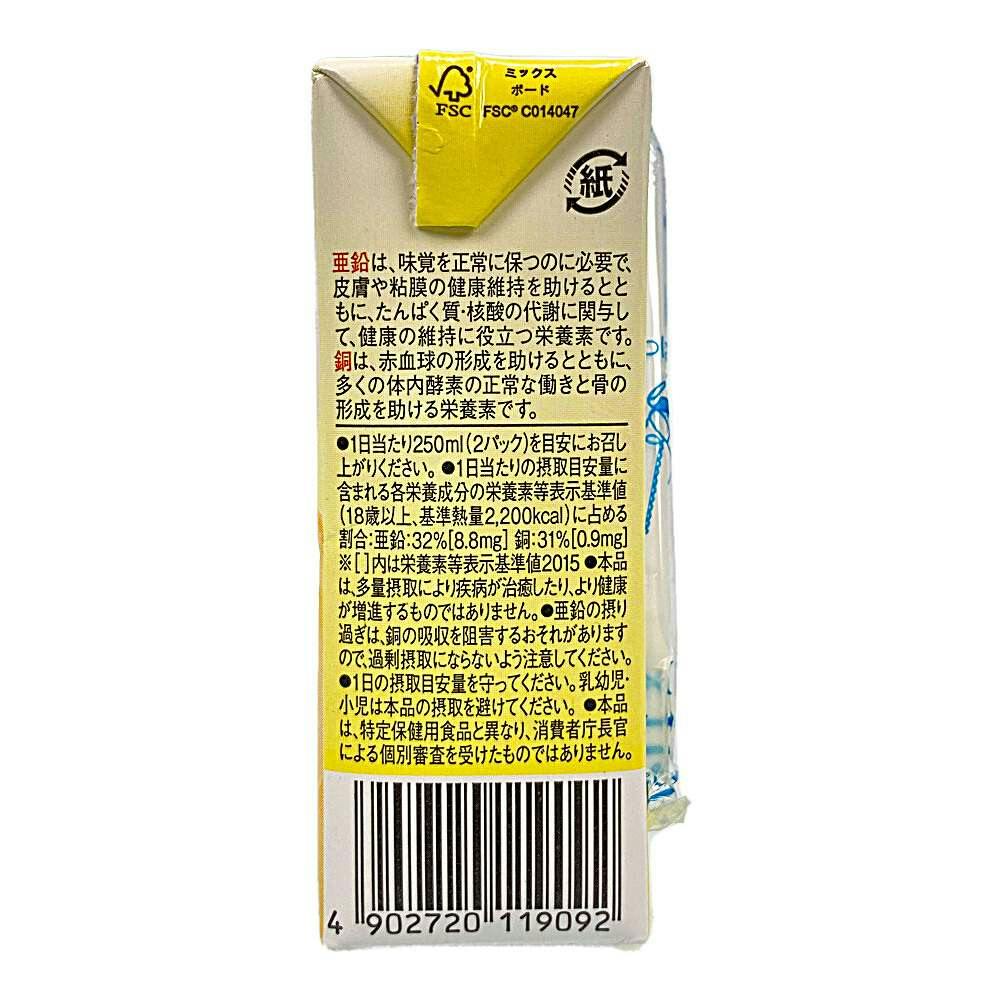 FSC
ミックス
ボード
FSC® C014047
紙
亜鉛は、味覚を正常に保つのに必要で、
皮膚や粘膜の健康維持を助けるとと
もに、たんぱく質・核酸の代謝に関与し
て、健康の維持に役立つ栄養素です。
銅は、赤血球の形成を助けるとともに、
多くの体内酵素の正常な働きと骨の
形成を助ける栄養素です。
●1日当たり250ml(2パック)を目安にお召し
上がりください。 ●1日当たりの摂取目安量に
含まれる各栄養成分の栄養素等表示基準値
(18歳以上、基準熱量2,200kcal)に占める
割合:亜鉛:32%[8.8mg] 銅:31%[0.9mg]
※[ ]内は栄養素等表示基準値2015 ●本品
は、多量摂取により疾病が治癒したり、より健康
が増進するものではありません。●亜鉛の摂り
過ぎは、銅の吸収を阻害するおそれがあります
ので、過剰摂取にならないよう注意してください。
●1日の摂取目安量を守ってください。乳幼児・
小児は本品の摂取を避けてください。 ●本品
は、特定保健用食品と異なり、消費者庁長官
による個別審査を受けたものではありません。
4 902720 119092